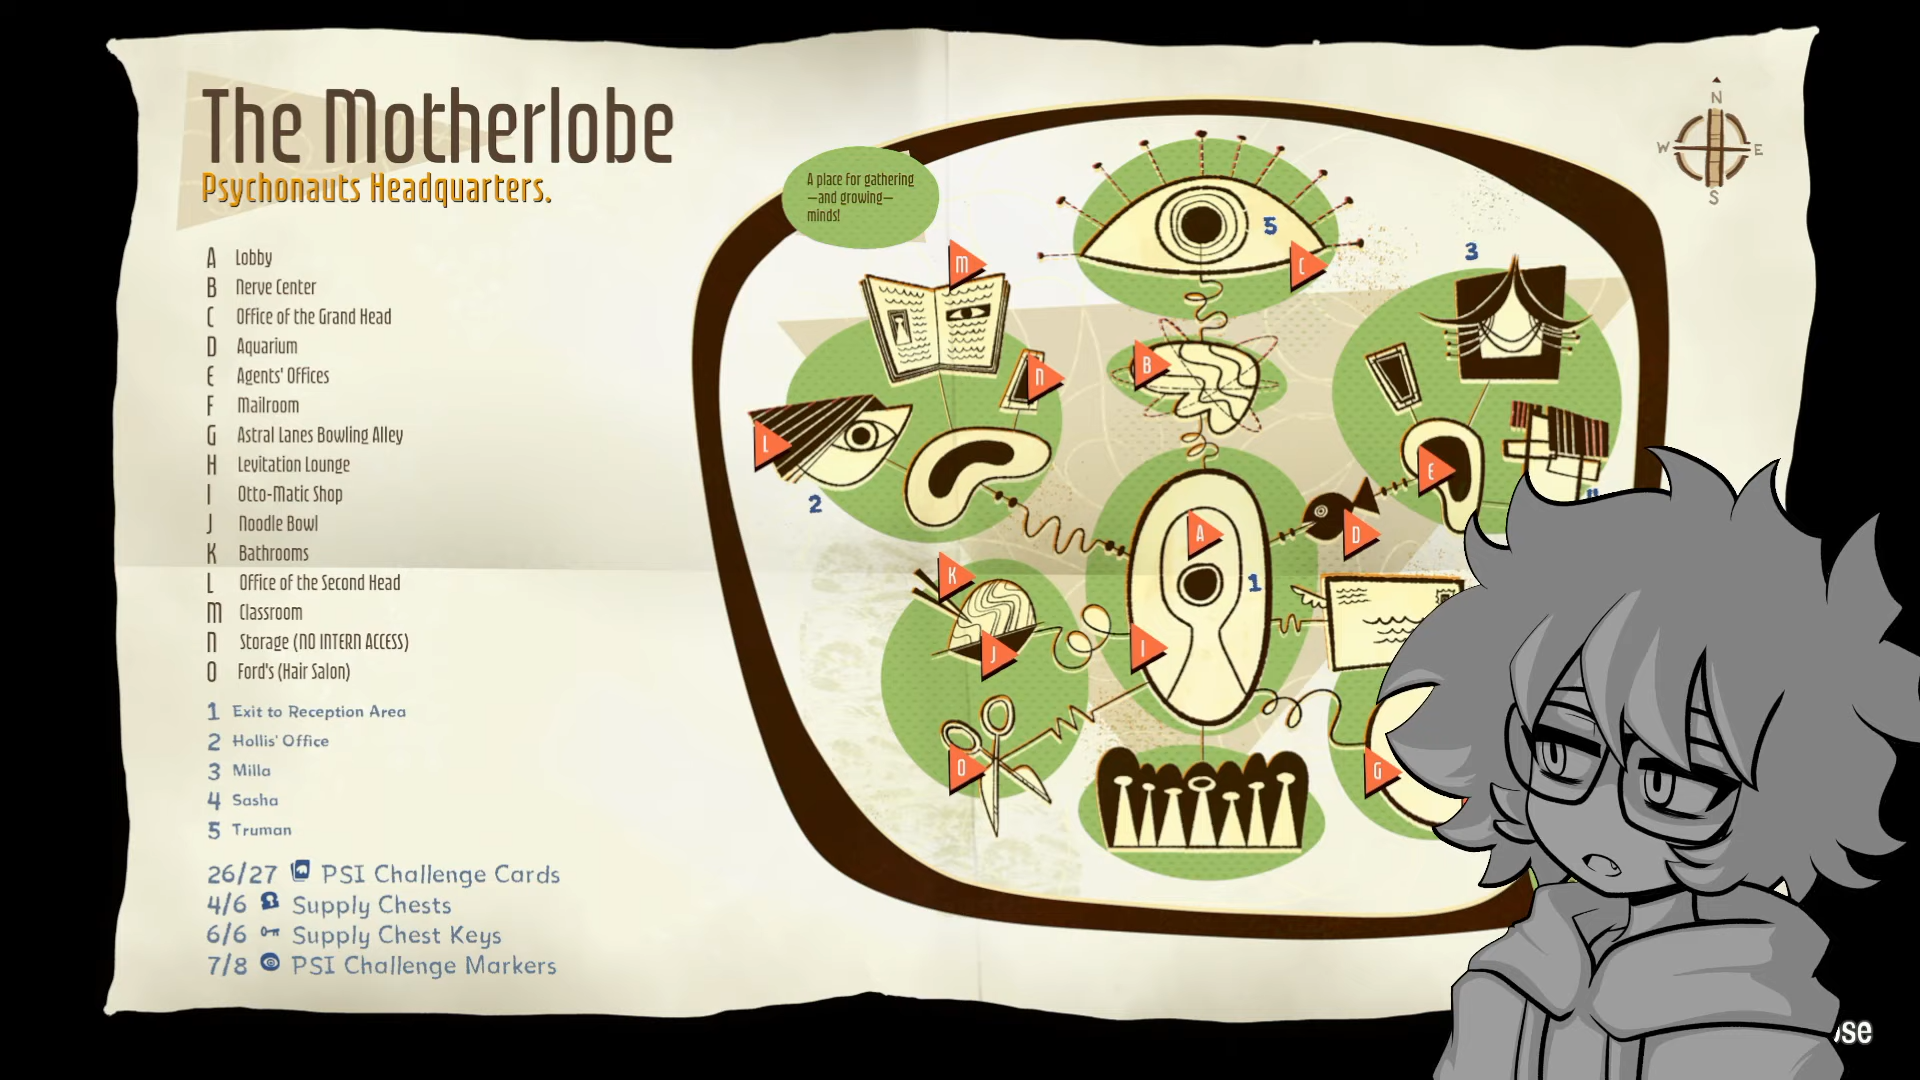 The Motherlobe
Psychonauts Headquarters.
A place for gathering
—and growing—
minds!
A Lobby
B Nerve Center
C Office of the Grand Head
D Aquarium
E Agents' Offices
F Mailroom
G Astral Lanes Bowling Alley
H Levitation Lounge
I Otto-Matic Shop
J Noodle Bowl
K Bathrooms
L Office of the Second Head
M Classroom
N Storage (NO INTERN ACCESS)
O Ford's (Hair Salon)
1 Exit to Reception Area
2 Hollis' Office
3 Milla
4 Sasha
5 Truman
26/27 PSI Challenge Cards
4/6 Supply Chests
6/6 Supply Chest Keys
7/8 PSI Challenge Markers
N
W E
S
5
M
C
3
B
N
L
E
2
A
D
K
1
J
I
O
G